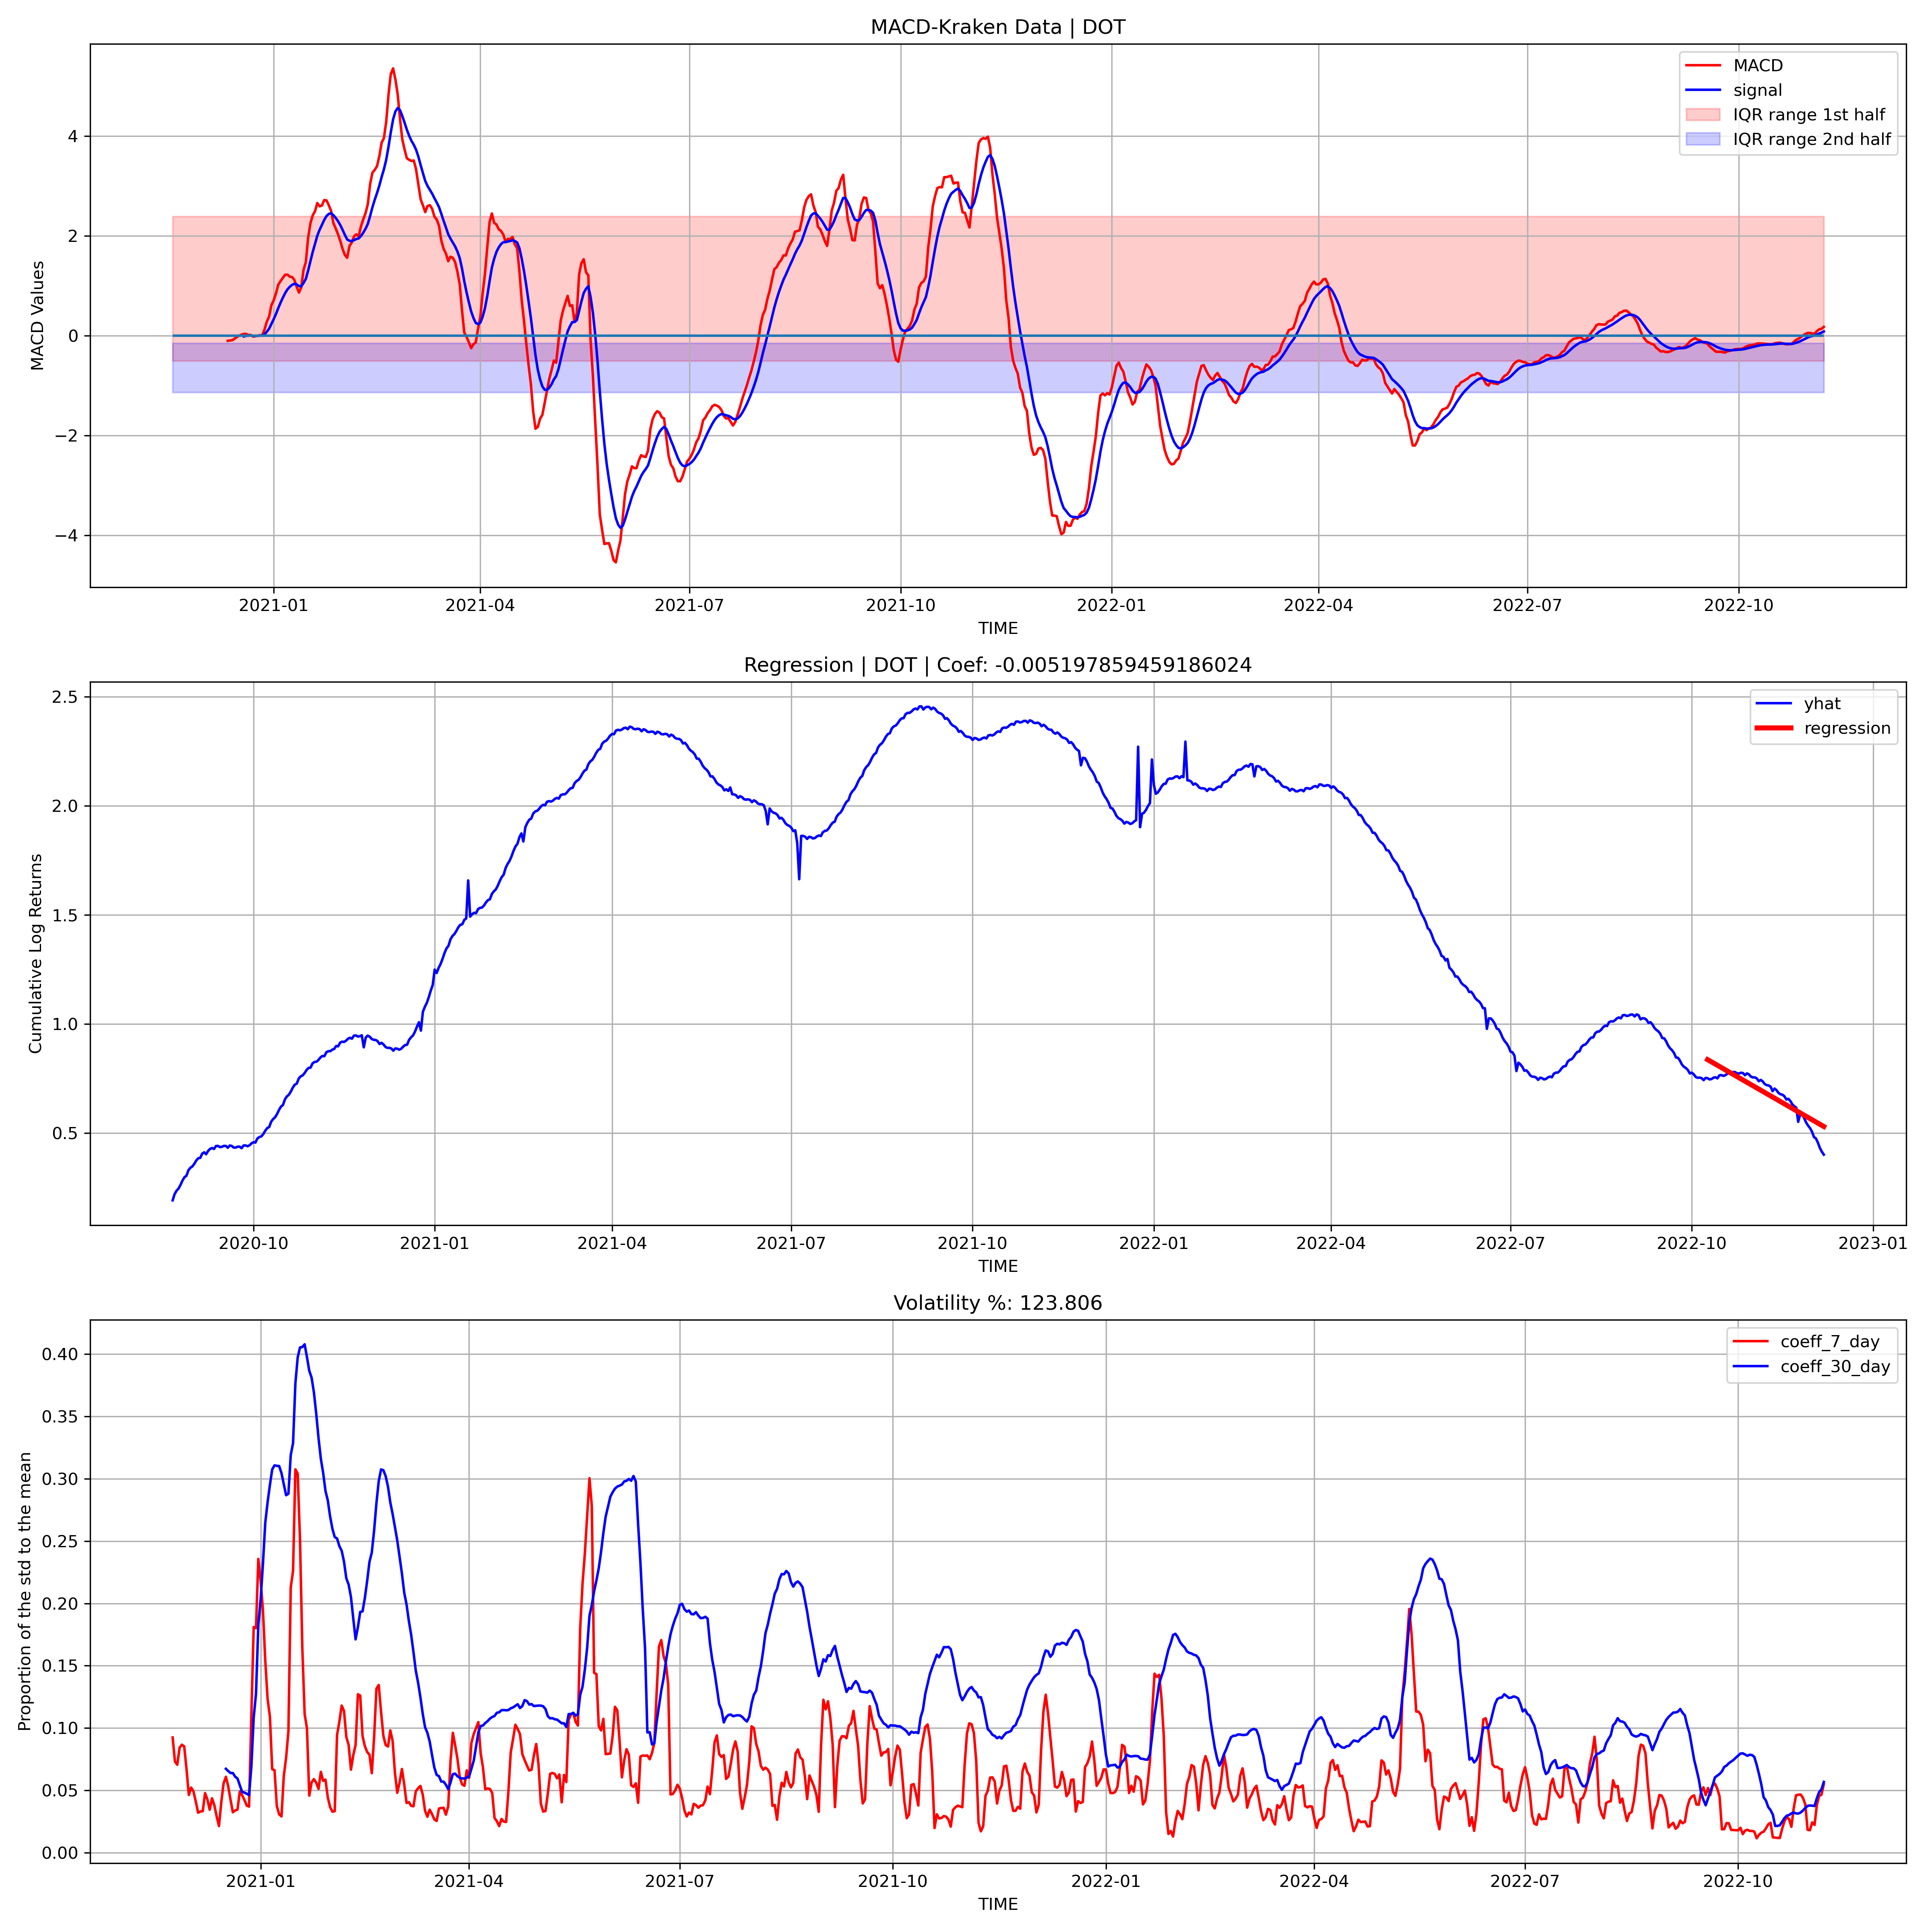 MACD-Kraken Data | DOT
MACD
signal
IQR range 1st half
IQR range 2nd half
MACD Values
4
2
0
−2
−4
2021-01 2021-04 2021-07 2021-10 2022-01 2022-04 2022-07 2022-10
TIME
Regression | DOT | Coef: -0.005197859459186024
yhat
regression
Cumulative Log Returns
2.5
2.0
1.5
1.0
0.5
2020-10 2021-01 2021-04 2021-07 2021-10 2022-01 2022-04 2022-07 2022-10 2023-01
TIME
Volatility %: 123.806
coeff_7_day
coeff_30_day
Proportion of the std to the mean
0.40
0.35
0.30
0.25
0.20
0.15
0.10
0.05
0.00
2021-01 2021-04 2021-07 2021-10 2022-01 2022-04 2022-07 2022-10
TIME